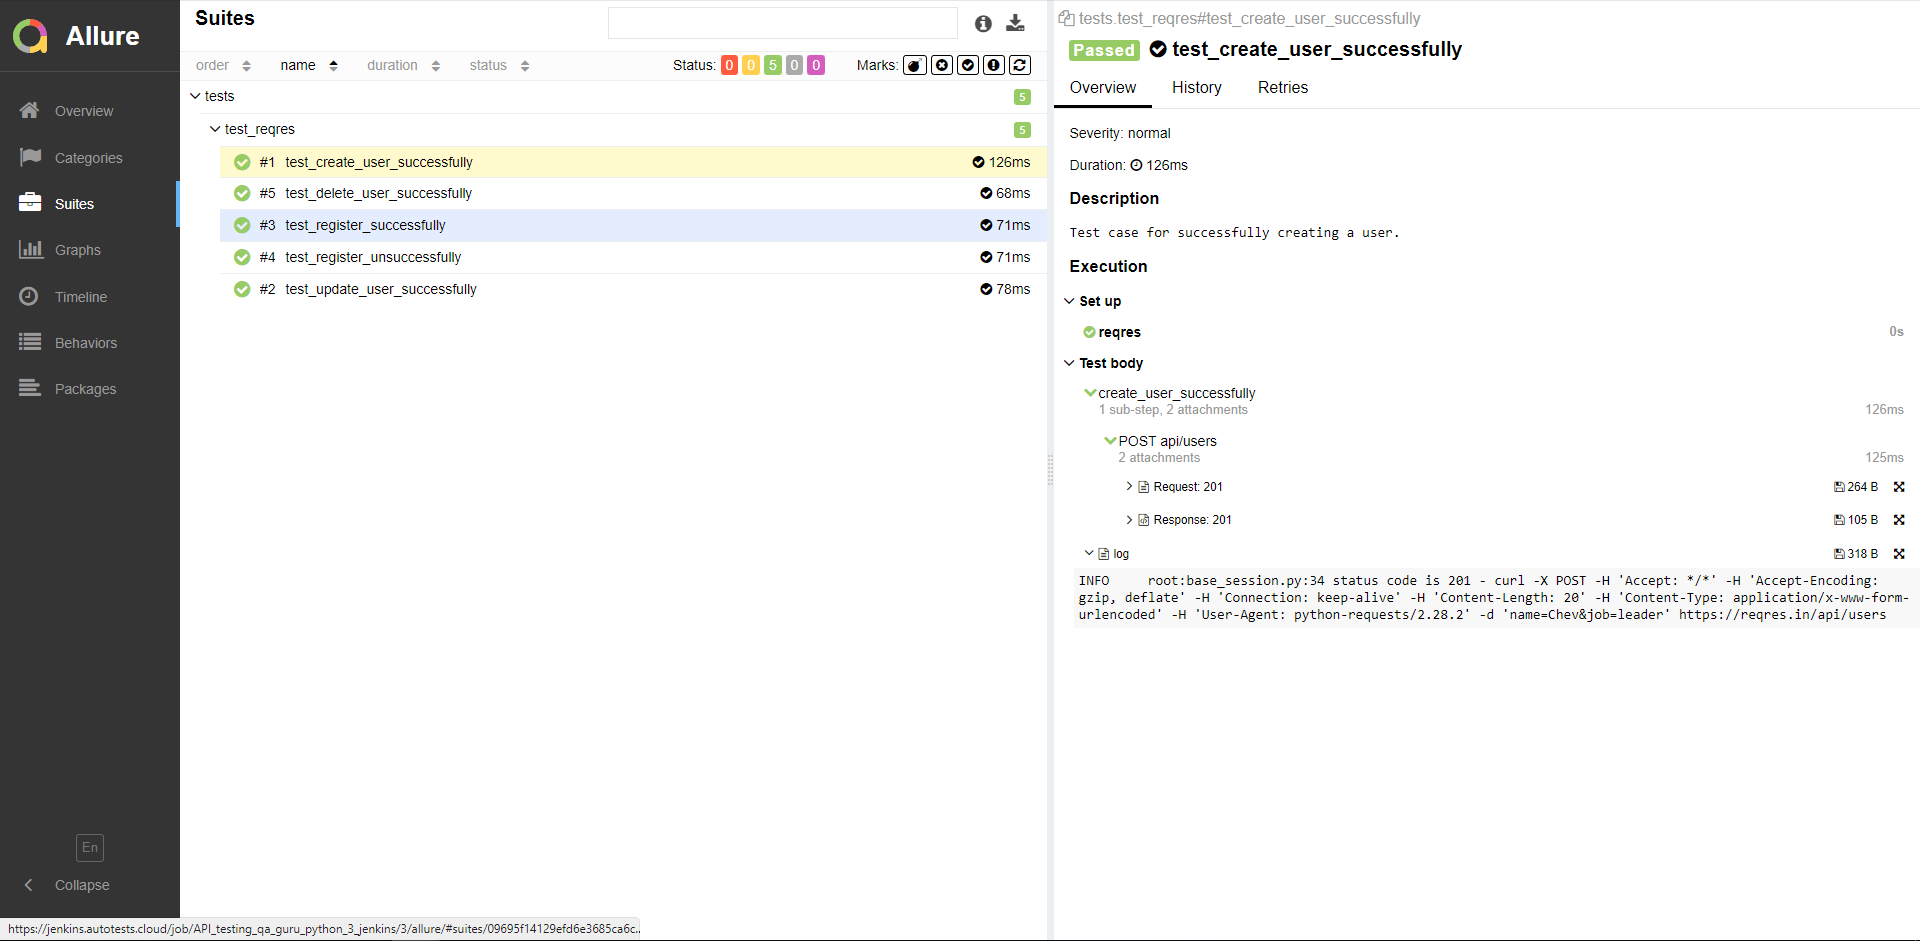 Allure
Overview
Categories
Suites
Graphs
Timeline
Behaviors
Packages
En
Collapse
Suites
order name duration status Status: 0 0 5 0 0 Marks:
tests 5
test_reqres 5
#1 test_create_user_successfully 126ms
#5 test_delete_user_successfully 68ms
#3 test_register_successfully 71ms
#4 test_register_unsuccessfully 71ms
#2 test_update_user_successfully 78ms
tests.test_reqres#test_create_user_successfully
Passed test_create_user_successfully
Overview History Retries
Severity: normal
Duration: 126ms
Description
Test case for successfully creating a user.
Execution
Set up
reqres 0s
Test body
create_user_successfully
1 sub-step, 2 attachments 126ms
POST api/users
2 attachments 125ms
Request: 201 264 B
Response: 201 105 B
log 318 B
INFO     root:base_session.py:34 status code is 201 - curl -X POST -H 'Accept: */*' -H 'Accept-Encoding:
gzip, deflate' -H 'Connection: keep-alive' -H 'Content-Length: 20' -H 'Content-Type: application/x-www-form-
urlencoded' -H 'User-Agent: python-requests/2.28.2' -d 'name=Chev&job=leader' https://reqres.in/api/users
https://jenkins.autotests.cloud/job/API_testing_qa_guru_python_3_jenkins/3/allure/#suites/09695f14129efd6e3685ca6c...